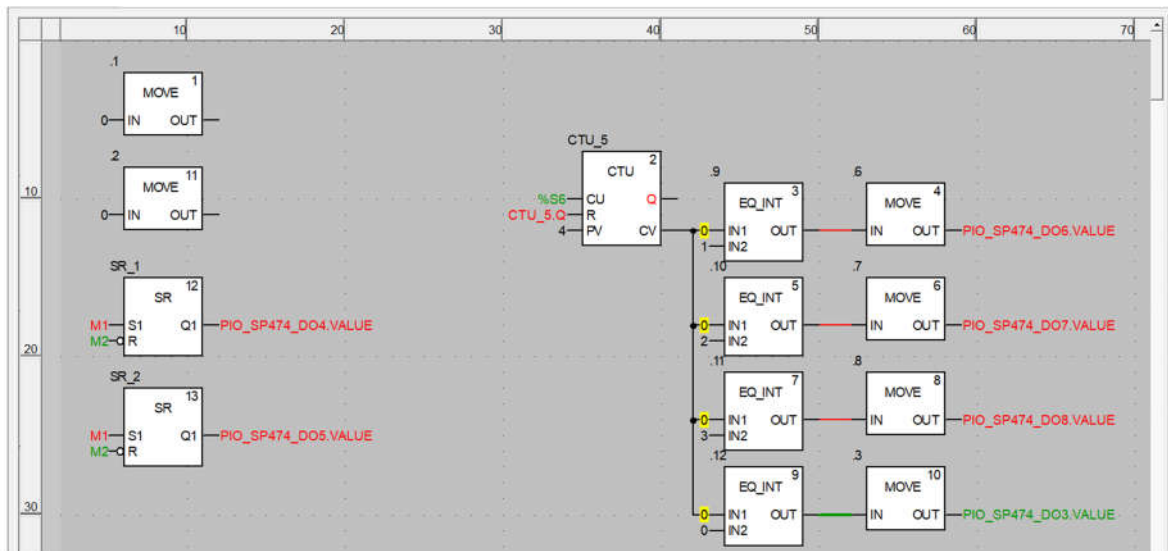 10 20 30 40 50 60 70
.1
1
MOVE
0 IN OUT
.2
11
MOVE
0 IN OUT
SR_1
12
SR
M1 S1 Q1 PIO_SP474_DO4.VALUE
M2 R
SR_2
13
SR
M1 S1 Q1 PIO_SP474_DO5.VALUE
M2 R
CTU_5
2
CTU
%S6 CU Q
CTU_5.Q R
4 PV CV
.9
3
EQ_INT
0 IN1 OUT
1 IN2
.6
4
MOVE
IN OUT PIO_SP474_DO6.VALUE
.10
5
EQ_INT
0 IN1 OUT
2 IN2
.7
6
MOVE
IN OUT PIO_SP474_DO7.VALUE
.11
7
EQ_INT
0 IN1 OUT
3 IN2
.8
8
MOVE
IN OUT PIO_SP474_DO8.VALUE
.12
9
EQ_INT
0 IN1 OUT
0 IN2
.3
10
MOVE
IN OUT PIO_SP474_DO3.VALUE
10
20
30